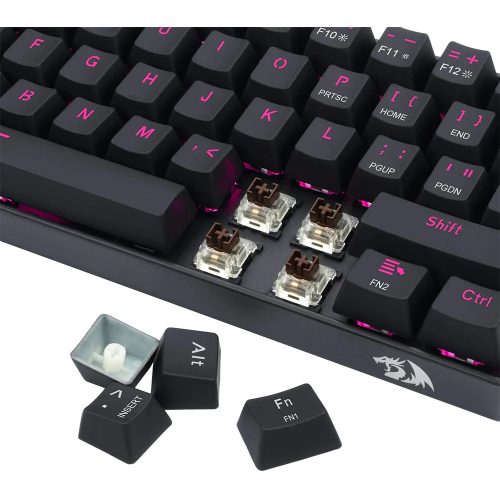 F10
- -
F11
+ =
F12
F
T
I
O
P
PRTSC
[ {
HOME
] }
END
G
H
J
K
L
: ;
PGUP
" '
PGDN
B
N
M
, <
Shift
FN2
Ctrl
Alt
> .
INSERT
Fn
FN1